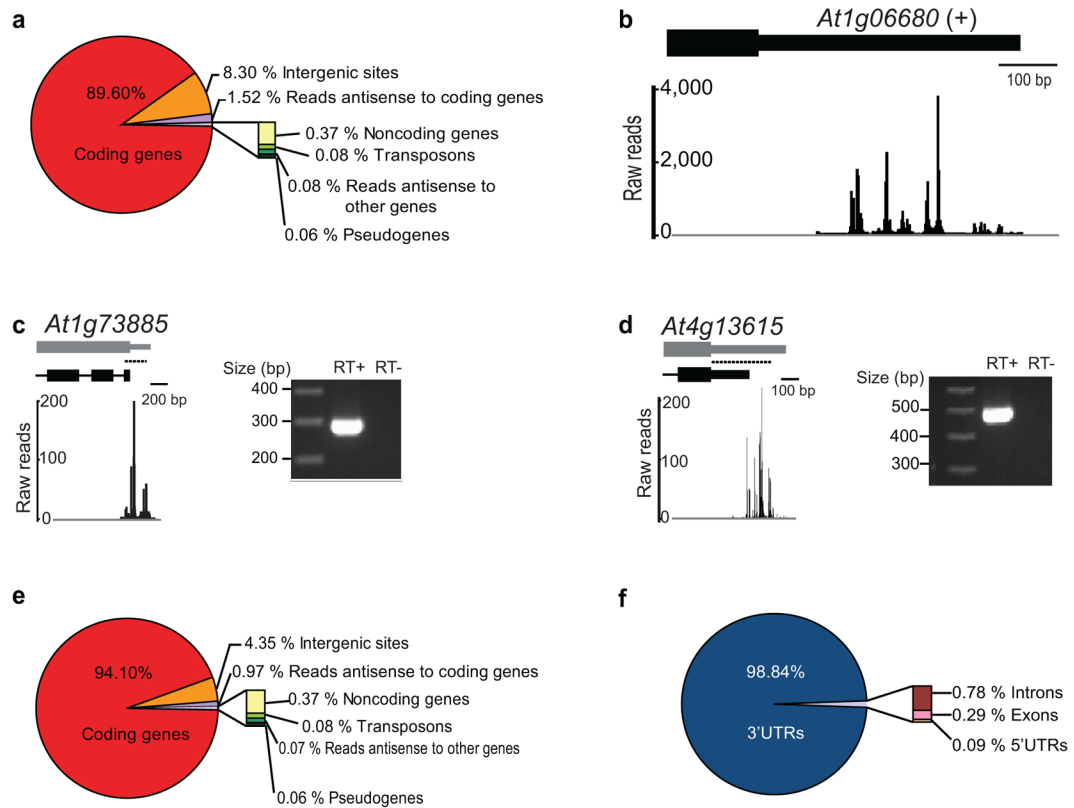 a
89.60%
Coding genes
8.30 % Intergenic sites
1.52 % Reads antisense to coding genes
0.37 % Noncoding genes
0.08 % Transposons
0.08 % Reads antisense to
other genes
0.06 % Pseudogenes
b
At1g06680 (+)
100 bp
Raw reads
4,000
2,000
0
c
At1g73885
200 bp
Raw reads
200
100
0
Size (bp)
RT+ RT-
400
300
200
d
At4g13615
100 bp
Raw reads
200
100
0
Size (bp)
RT+ RT-
500
400
300
e
94.10%
Coding genes
4.35 % Intergenic sites
0.97 % Reads antisense to coding genes
0.37 % Noncoding genes
0.08 % Transposons
0.07 % Reads antisense to other genes
0.06 % Pseudogenes
f
98.84%
3'UTRs
0.78 % Introns
0.29 % Exons
0.09 % 5'UTRs